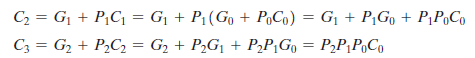 C₂ = G₁ + P₁C₁ = G₁ + P₁(G₀ + P₀C₀) = G₁ + P₁G₀ + P₁P₀C₀
C₃ = G₂ + P₂C₂ = G₂ + P₂G₁ + P₂P₁G₀ = P₂P₁P₀C₀